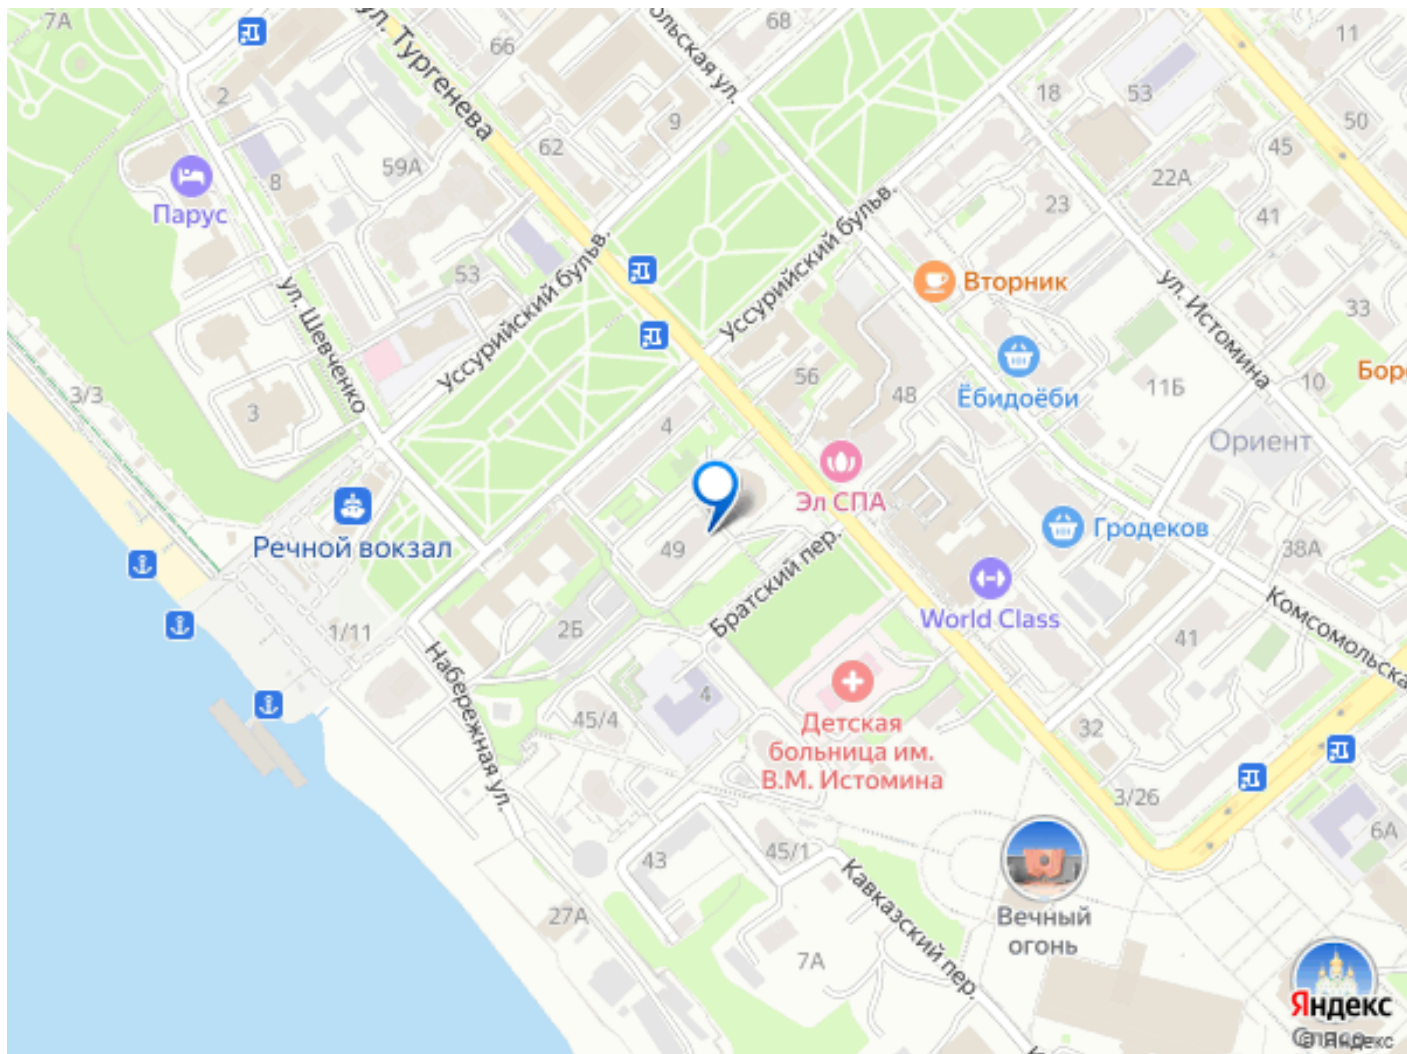 7А
ул. Тургенева
66
ольская ул.
68
11
2
9
18
53
50
62
59А
45
8
22А
Парус
23
41
Уссурийский бульв.
53
ул. Шевченко
Уссурийский бульв.
Вторник
ул. Истомина
33
3/3
3
56
48
Ёбидоёби
11Б
10
Бор
4
Ориент
Эл СПА
Речной вокзал
49
Гродеков
38А
Братский пер.
World Class
Комсомольска
1/11
2Б
41
Набережная ул.
4
45/4
Детская
больница им.
В.М. Истомина
32
3/26
6А
43
45/1
Кавказский пер.
27А
Вечный
огонь
7А
Яндекс
© Яндекс